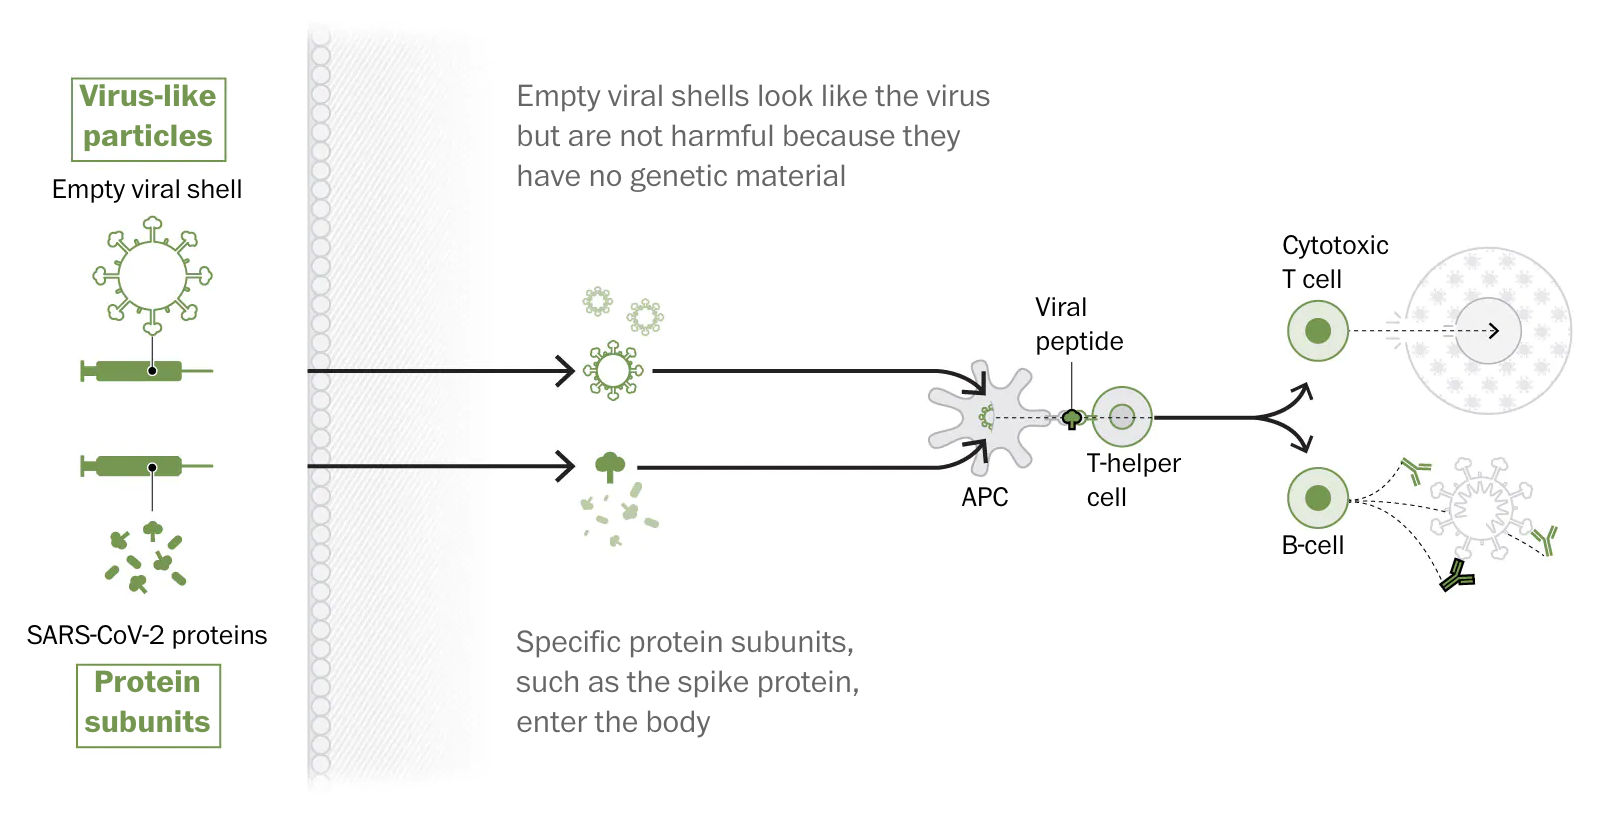 Virus-like
particles
Empty viral shell
SARS-CoV-2 proteins
Protein
subunits
Empty viral shells look like the virus
but are not harmful because they
have no genetic material
Specific protein subunits,
such as the spike protein,
enter the body
APC
Viral
peptide
T-helper
cell
Cytotoxic
T cell
B-cell